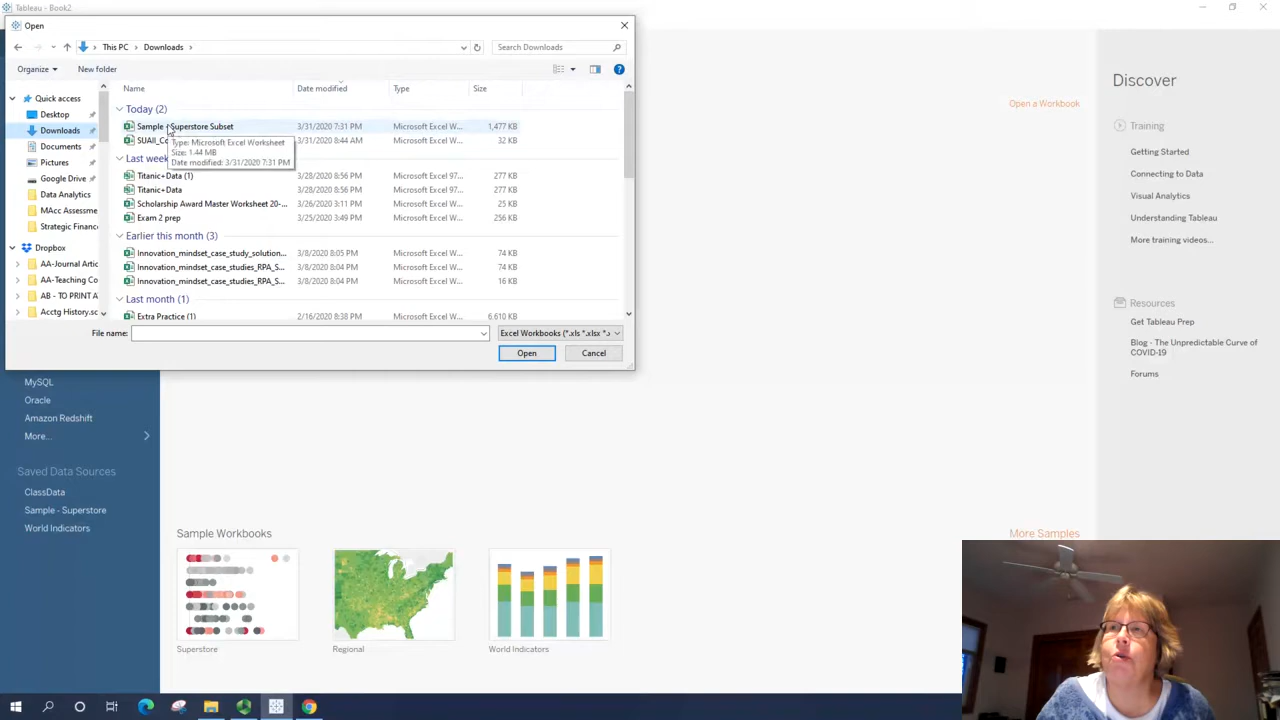 Tableau - Book2
Open
This PC > Downloads >
Search Downloads
Organize
New folder
Name
Date modified
Type
Size
Quick access
Desktop
Downloads
Documents
Pictures
Google Drive
Data Analytics
MAcc Assessme
Strategic Financ
Dropbox
AA-Journal Artic
AA-Teaching Co
AB - TO PRINT A
Acctg History.sc
Today (2)
Sample - Superstore Subset 3/31/2020 7:31 PM Microsoft Excel W... 1,477 KB
SUAII_Co 3/31/2020 8:44 AM Microsoft Excel W... 32 KB
Type: Microsoft Excel Worksheet
Size: 1.44 MB
Date modified: 3/31/2020 7:31 PM
Last week
Titanic+Data (1) 3/28/2020 8:56 PM Microsoft Excel 97... 277 KB
Titanic+Data 3/28/2020 8:56 PM Microsoft Excel 97... 277 KB
Scholarship Award Master Worksheet 20-... 3/26/2020 3:11 PM Microsoft Excel W... 25 KB
Exam 2 prep 3/25/2020 3:49 PM Microsoft Excel W... 256 KB
Earlier this month (3)
Innovation_mindset_case_study_solution... 3/8/2020 8:05 PM Microsoft Excel W... 74 KB
Innovation_mindset_case_studies_RPA_S... 3/8/2020 8:04 PM Microsoft Excel W... 74 KB
Innovation_mindset_case_studies_RPA_S... 3/8/2020 8:04 PM Microsoft Excel W... 16 KB
Last month (1)
Extra Practice (1) 2/16/2020 8:38 PM Microsoft Excel W... 6,610 KB
File name:
Excel Workbooks (*.xls *.xlsx *.x
Open
Cancel
MySQL
Oracle
Amazon Redshift
More...
Saved Data Sources
ClassData
Sample - Superstore
World Indicators
Open a Workbook
Sample Workbooks
More Samples
Superstore
Regional
World Indicators
Discover
Training
Getting Started
Connecting to Data
Visual Analytics
Understanding Tableau
More training videos...
Resources
Get Tableau Prep
Blog - The Unpredictable Curve of
COVID-19
Forums